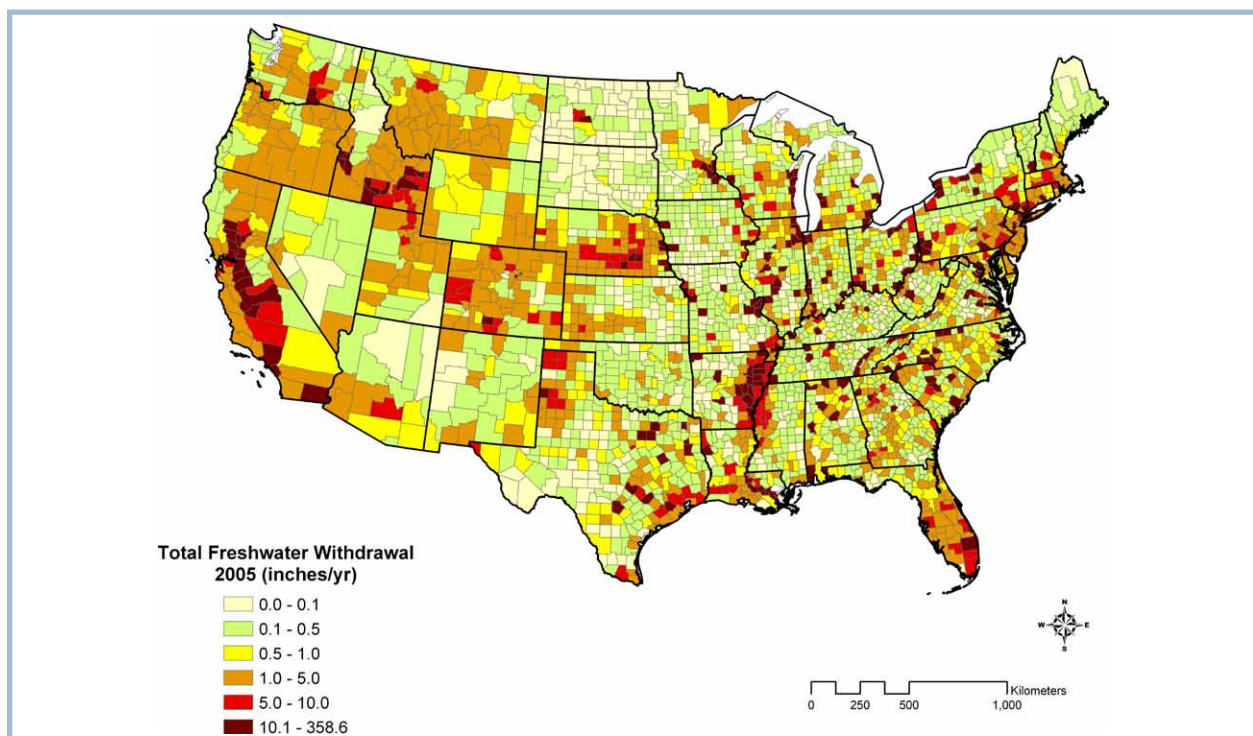 Total Freshwater Withdrawal
2005 (inches/yr)
0.0 - 0.1
0.1 - 0.5
0.5 - 1.0
1.0 - 5.0
5.0 - 10.0
10.1 - 358.6
N
W E
S
Kilometers
0 250 500 1,000